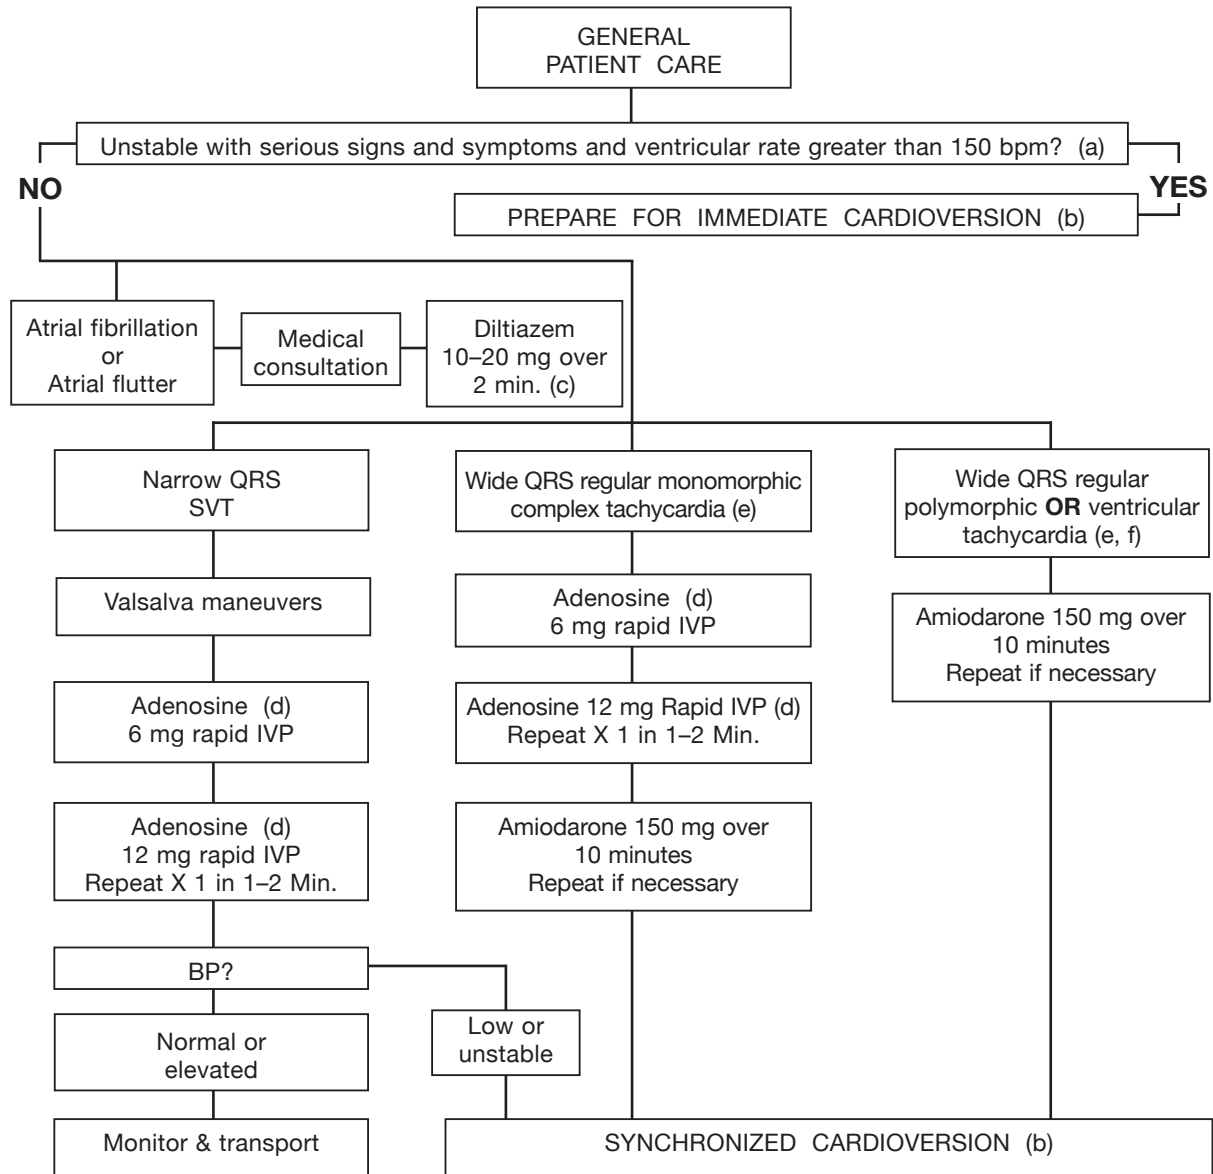 GENERAL
PATIENT CARE
Unstable with serious signs and symptoms and ventricular rate greater than 150 bpm? (a)
NO
YES
PREPARE FOR IMMEDIATE CARDIOVERSION (b)
Atrial fibrillation
or
Atrial flutter
Medical
consultation
Diltiazem
10–20 mg over
2 min. (c)
Narrow QRS
SVT
Valsalva maneuvers
Adenosine (d)
6 mg rapid IVP
Adenosine (d)
12 mg rapid IVP
Repeat X 1 in 1–2 Min.
BP?
Normal or
elevated
Monitor & transport
Low or
unstable
Wide QRS regular monomorphic
complex tachycardia (e)
Adenosine (d)
6 mg rapid IVP
Adenosine 12 mg Rapid IVP (d)
Repeat X 1 in 1–2 Min.
Amiodarone 150 mg over
10 minutes
Repeat if necessary
Wide QRS regular
polymorphic OR ventricular
tachycardia (e, f)
Amiodarone 150 mg over
10 minutes
Repeat if necessary
SYNCHRONIZED CARDIOVERSION (b)